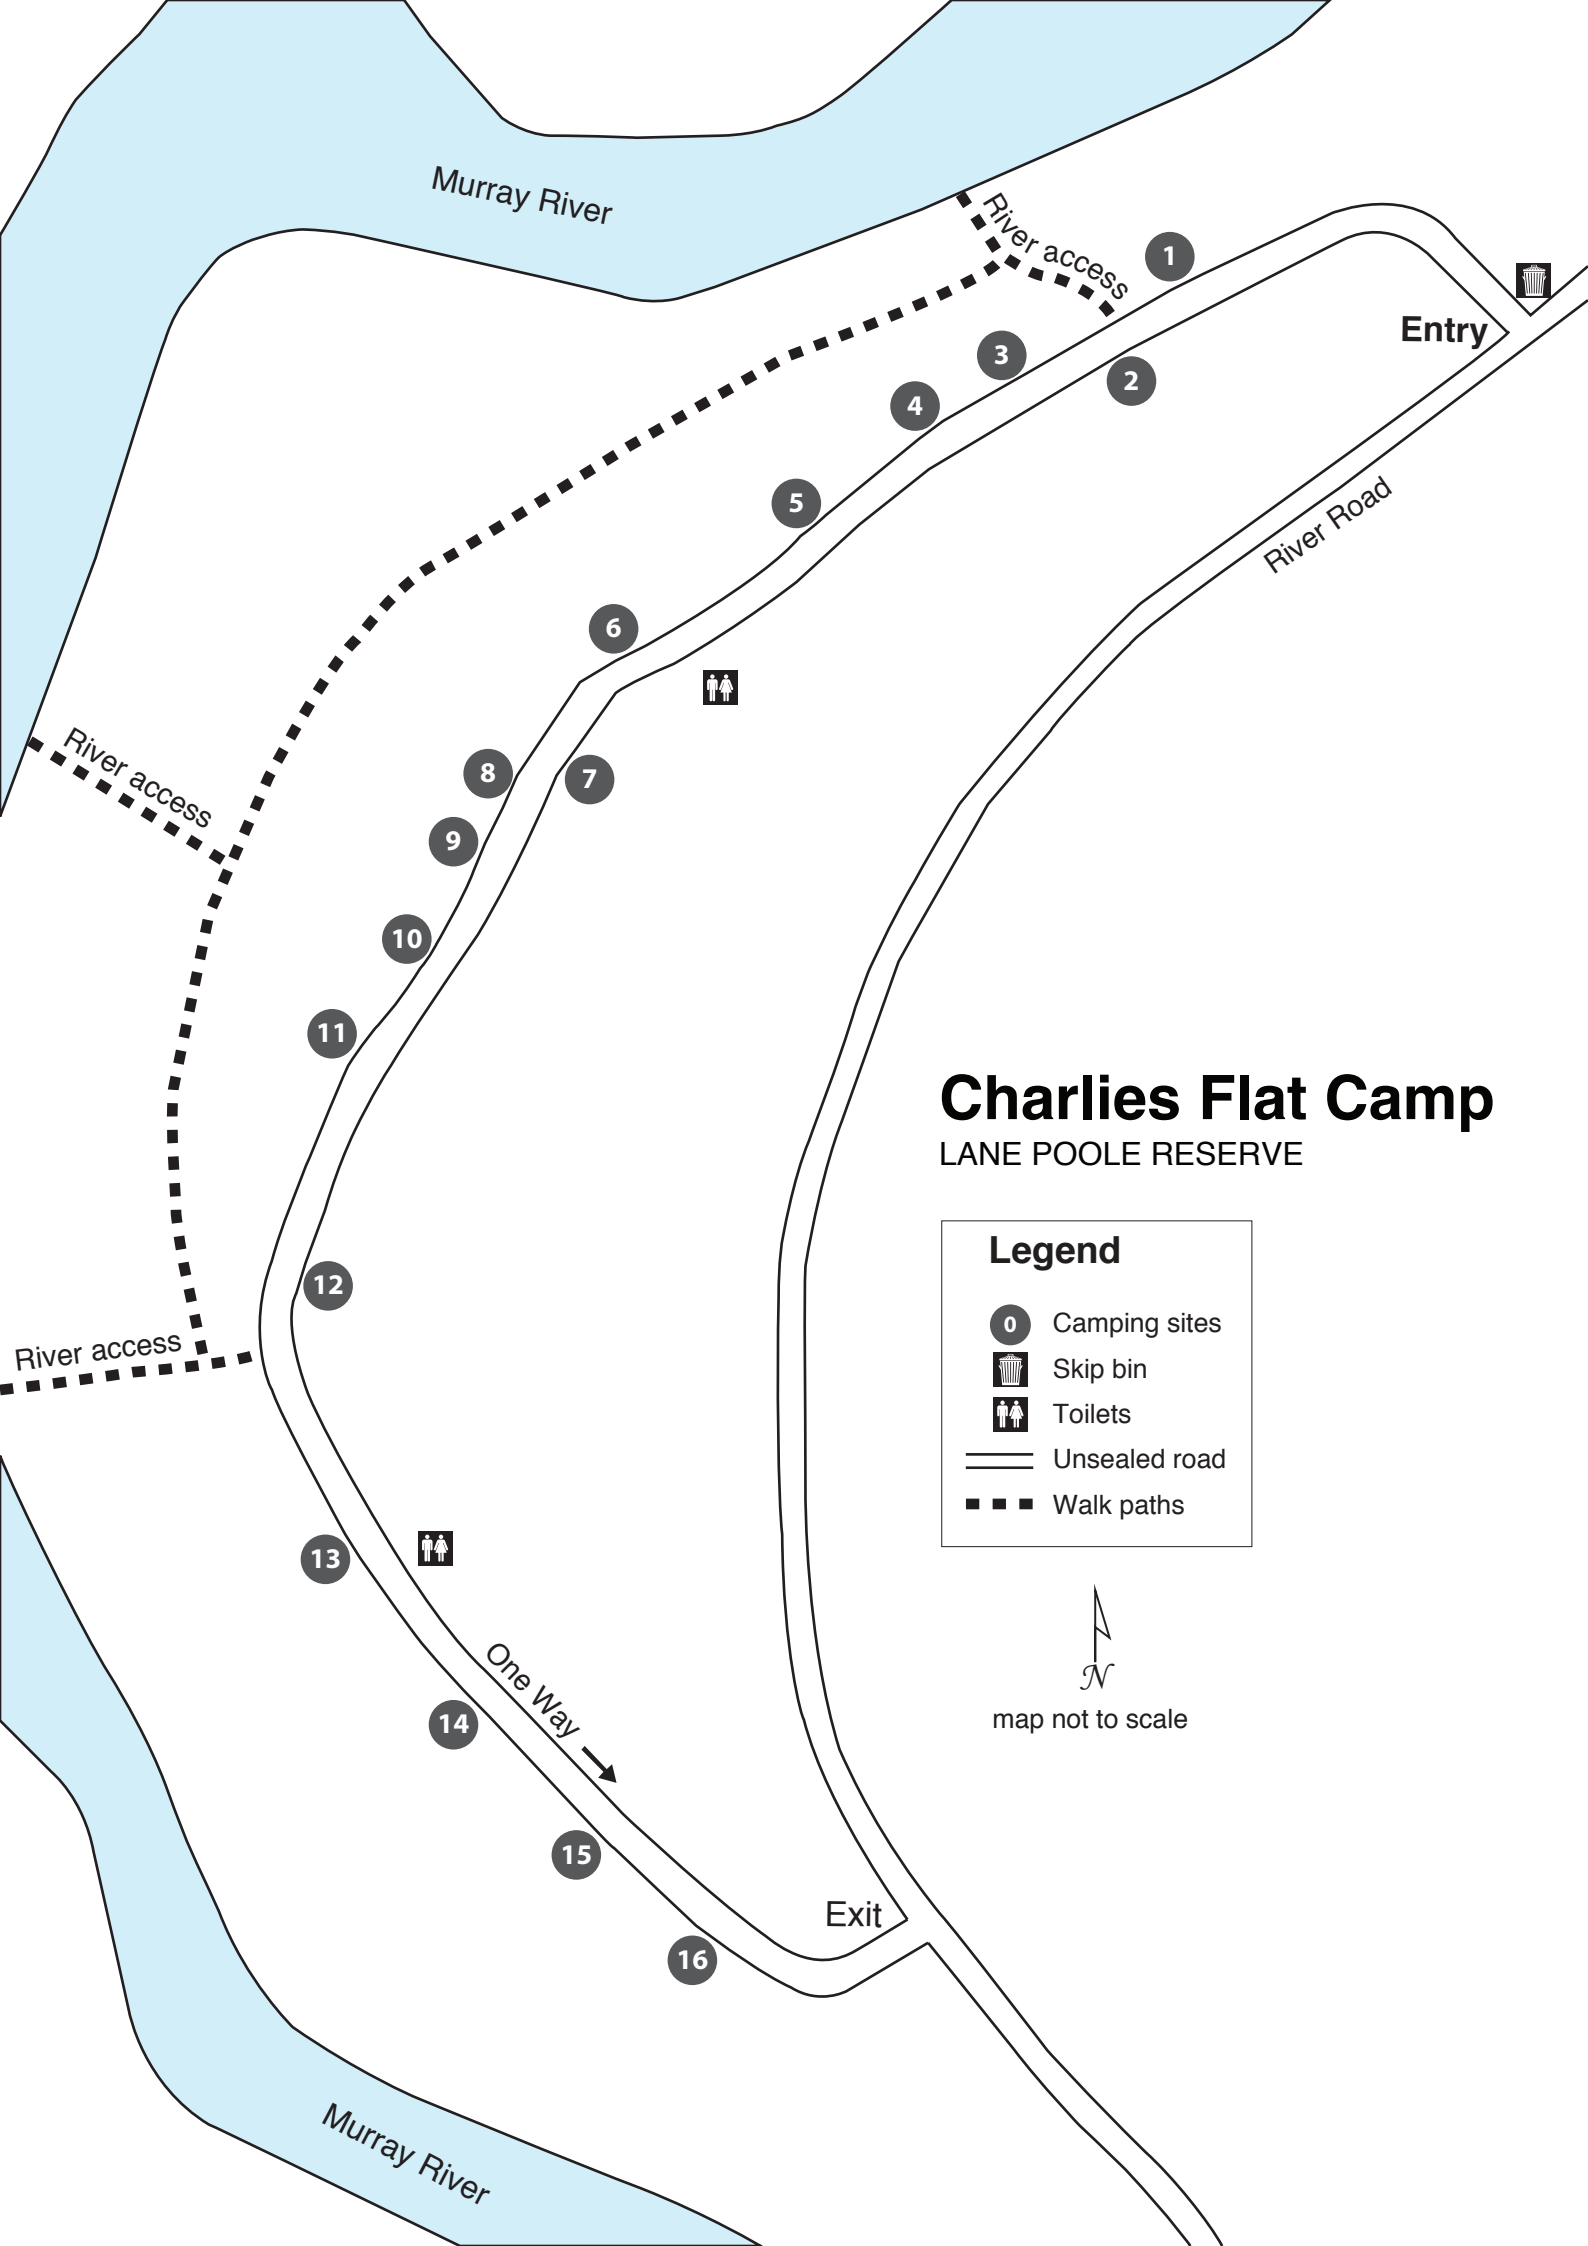 Murray River
River access
1
Entry
3
2
4
River Road
5
6
River access
8
7
9
10
11
Charlies Flat Camp
LANE POOLE RESERVE
Legend
0 Camping sites
Skip bin
Toilets
Unsealed road
Walk paths
12
River access
13
N
map not to scale
One Way
14
15
Exit
16
Murray River